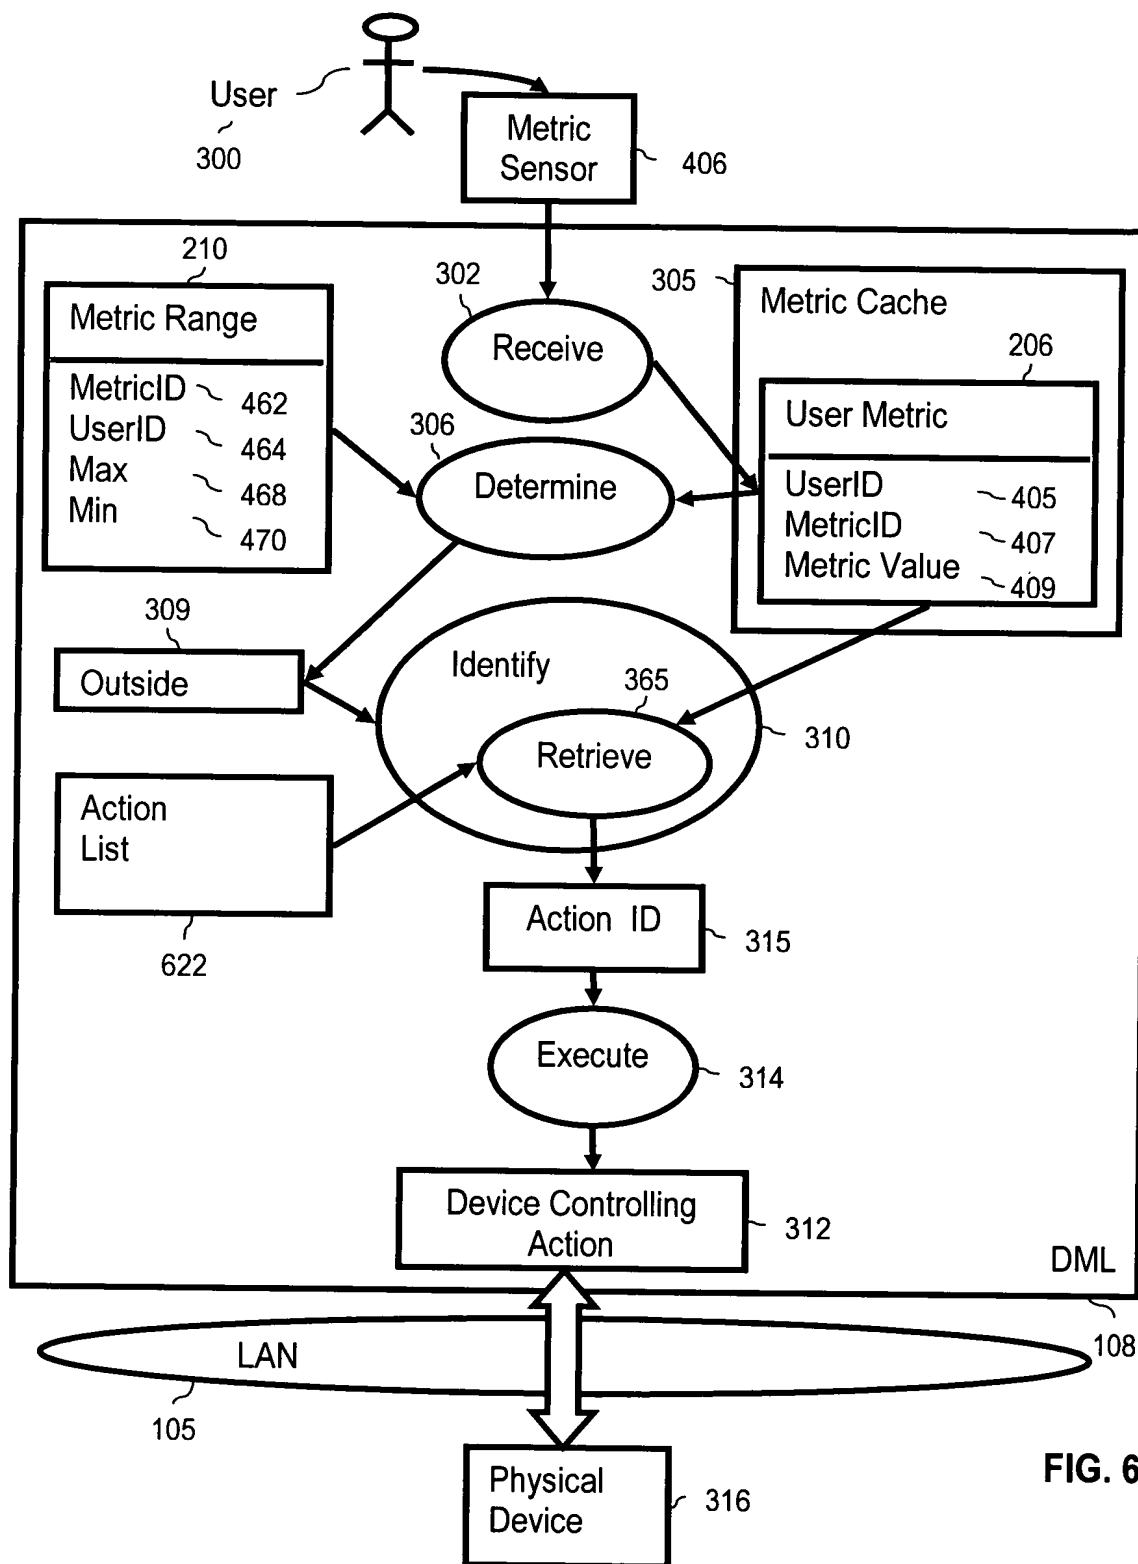 User
300
Metric
Sensor
406
210
Metric Range
MetricID
462
UserID
464
Max
468
Min
470
302
Receive
305
Metric Cache
206
User Metric
UserID
405
MetricID
407
Metric Value
409
306
Determine
309
Outside
Identify
365
Retrieve
310
Action
List
622
Action ID
315
Execute
314
Device Controlling
Action
312
DML
108
LAN
105
Physical
Device
316
FIG. 6